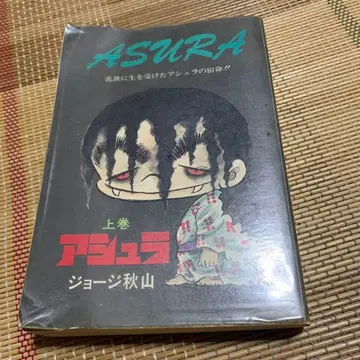 ASURA
乱世に生を受けたアシュラの宿命!!
上巻
アシュラ
ジョージ秋山